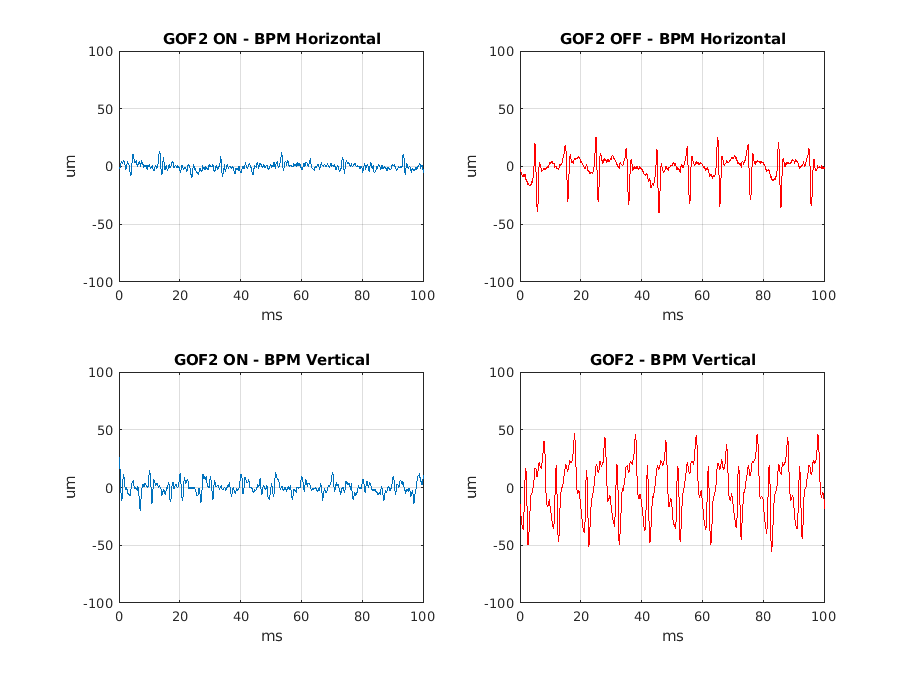 GOF2 ON - BPM Horizontal
100
50
0
-50
-100
um
0 20 40 60 80 100
ms
GOF2 OFF - BPM Horizontal
100
50
0
-50
-100
um
0 20 40 60 80 100
ms
GOF2 ON - BPM Vertical
100
50
0
-50
-100
um
0 20 40 60 80 100
ms
GOF2 - BPM Vertical
100
50
0
-50
-100
um
0 20 40 60 80 100
ms